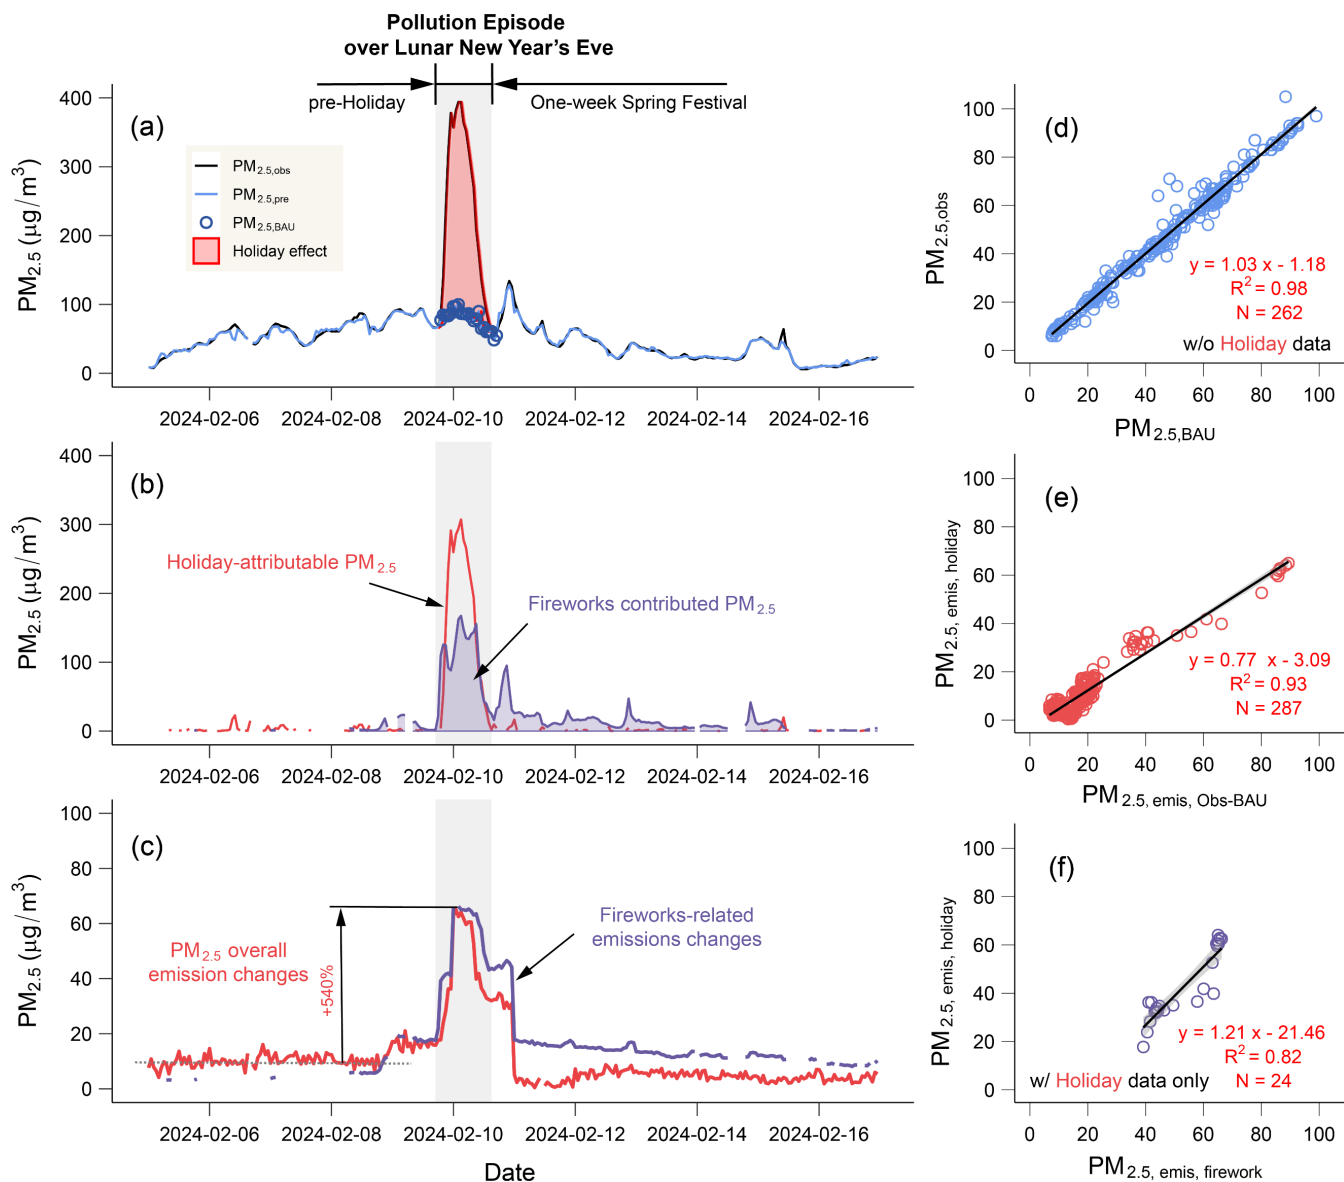 Pollution Episode
over Lunar New Year's Eve
pre-Holiday
One-week Spring Festival
(a)
PM2.5,obs
PM2.5,pre
PM2.5,BAU
Holiday effect
PM2.5 (μg/m3)
400
300
200
100
0
2024-02-06
2024-02-08
2024-02-10
2024-02-12
2024-02-14
2024-02-16
(b)
Holiday-attributable PM2.5
Fireworks contributed PM2.5
PM2.5 (μg/m3)
400
300
200
100
0
2024-02-06
2024-02-08
2024-02-10
2024-02-12
2024-02-14
2024-02-16
(c)
PM2.5 overall
emission changes
+540%
Fireworks-related
emissions changes
PM2.5 (μg/m3)
100
80
60
40
20
0
2024-02-06
2024-02-08
2024-02-10
2024-02-12
2024-02-14
2024-02-16
Date
(d)
PM2.5,obs
100
80
60
40
20
0
y = 1.03 x - 1.18
R2 = 0.98
N = 262
w/o Holiday data
0
20
40
60
80
100
PM2.5,BAU
(e)
PM2.5, emis, holiday
100
80
60
40
20
0
y = 0.77 x - 3.09
R2 = 0.93
N = 287
0
20
40
60
80
100
PM2.5, emis, Obs-BAU
(f)
PM2.5, emis, holiday
100
80
60
40
20
0
y = 1.21 x - 21.46
R2 = 0.82
N = 24
w/ Holiday data only
0
20
40
60
80
100
PM2.5, emis, firework